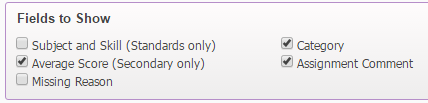 Fields to Show
Subject and Skill (Standards only)
Category
Average Score (Secondary only)
Assignment Comment
Missing Reason